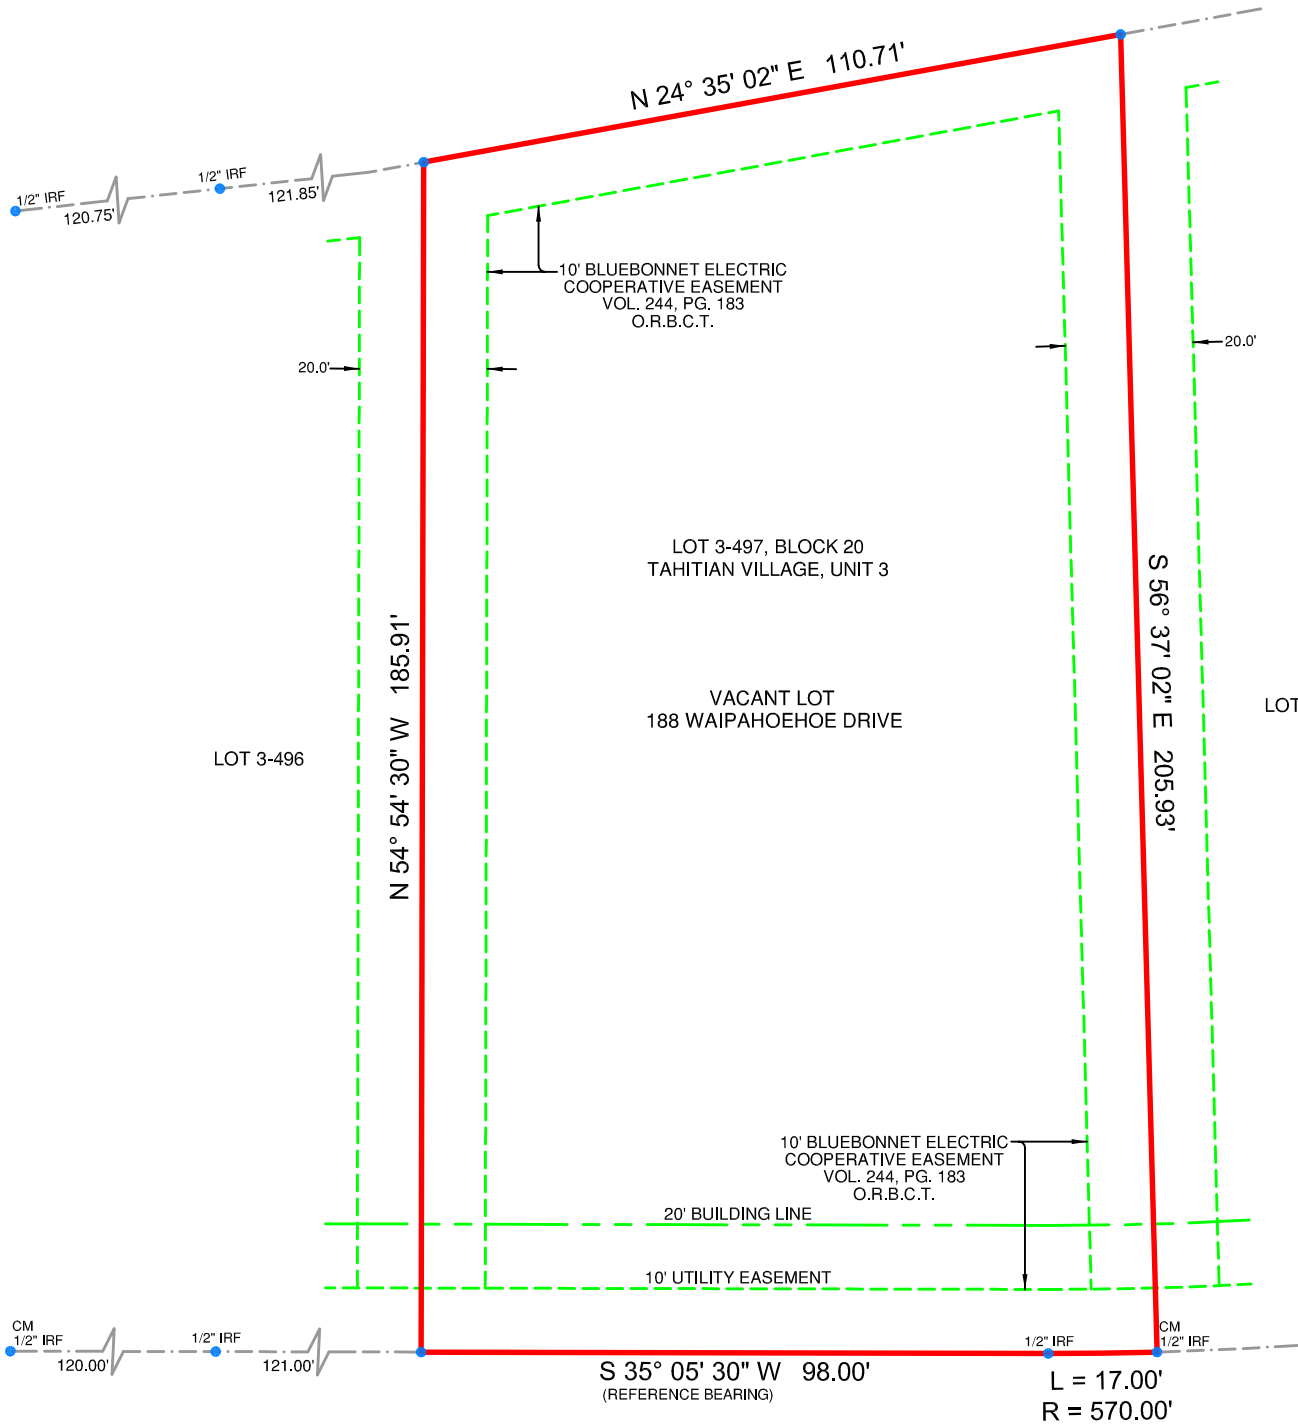 N 24° 35' 02" E 110.71'
1/2" IRF
120.75'
1/2" IRF
121.85'
10' BLUEBONNET ELECTRIC
COOPERATIVE EASEMENT
VOL. 244, PG. 183
O.R.B.C.T.
20.0'
20.0'
LOT 3-497, BLOCK 20
TAHITIAN VILLAGE, UNIT 3
S 56° 37' 02" E 205.93'
N 54° 54' 30" W 185.91'
VACANT LOT
188 WAIPAHOEHOE DRIVE
LOT
LOT 3-496
10' BLUEBONNET ELECTRIC
COOPERATIVE EASEMENT
VOL. 244, PG. 183
O.R.B.C.T.
20' BUILDING LINE
10' UTILITY EASEMENT
CM
1/2" IRF
120.00'
1/2" IRF
121.00'
1/2" IRF
CM
1/2" IRF
S 35° 05' 30" W 98.00'
(REFERENCE BEARING)
L = 17.00'
R = 570.00'